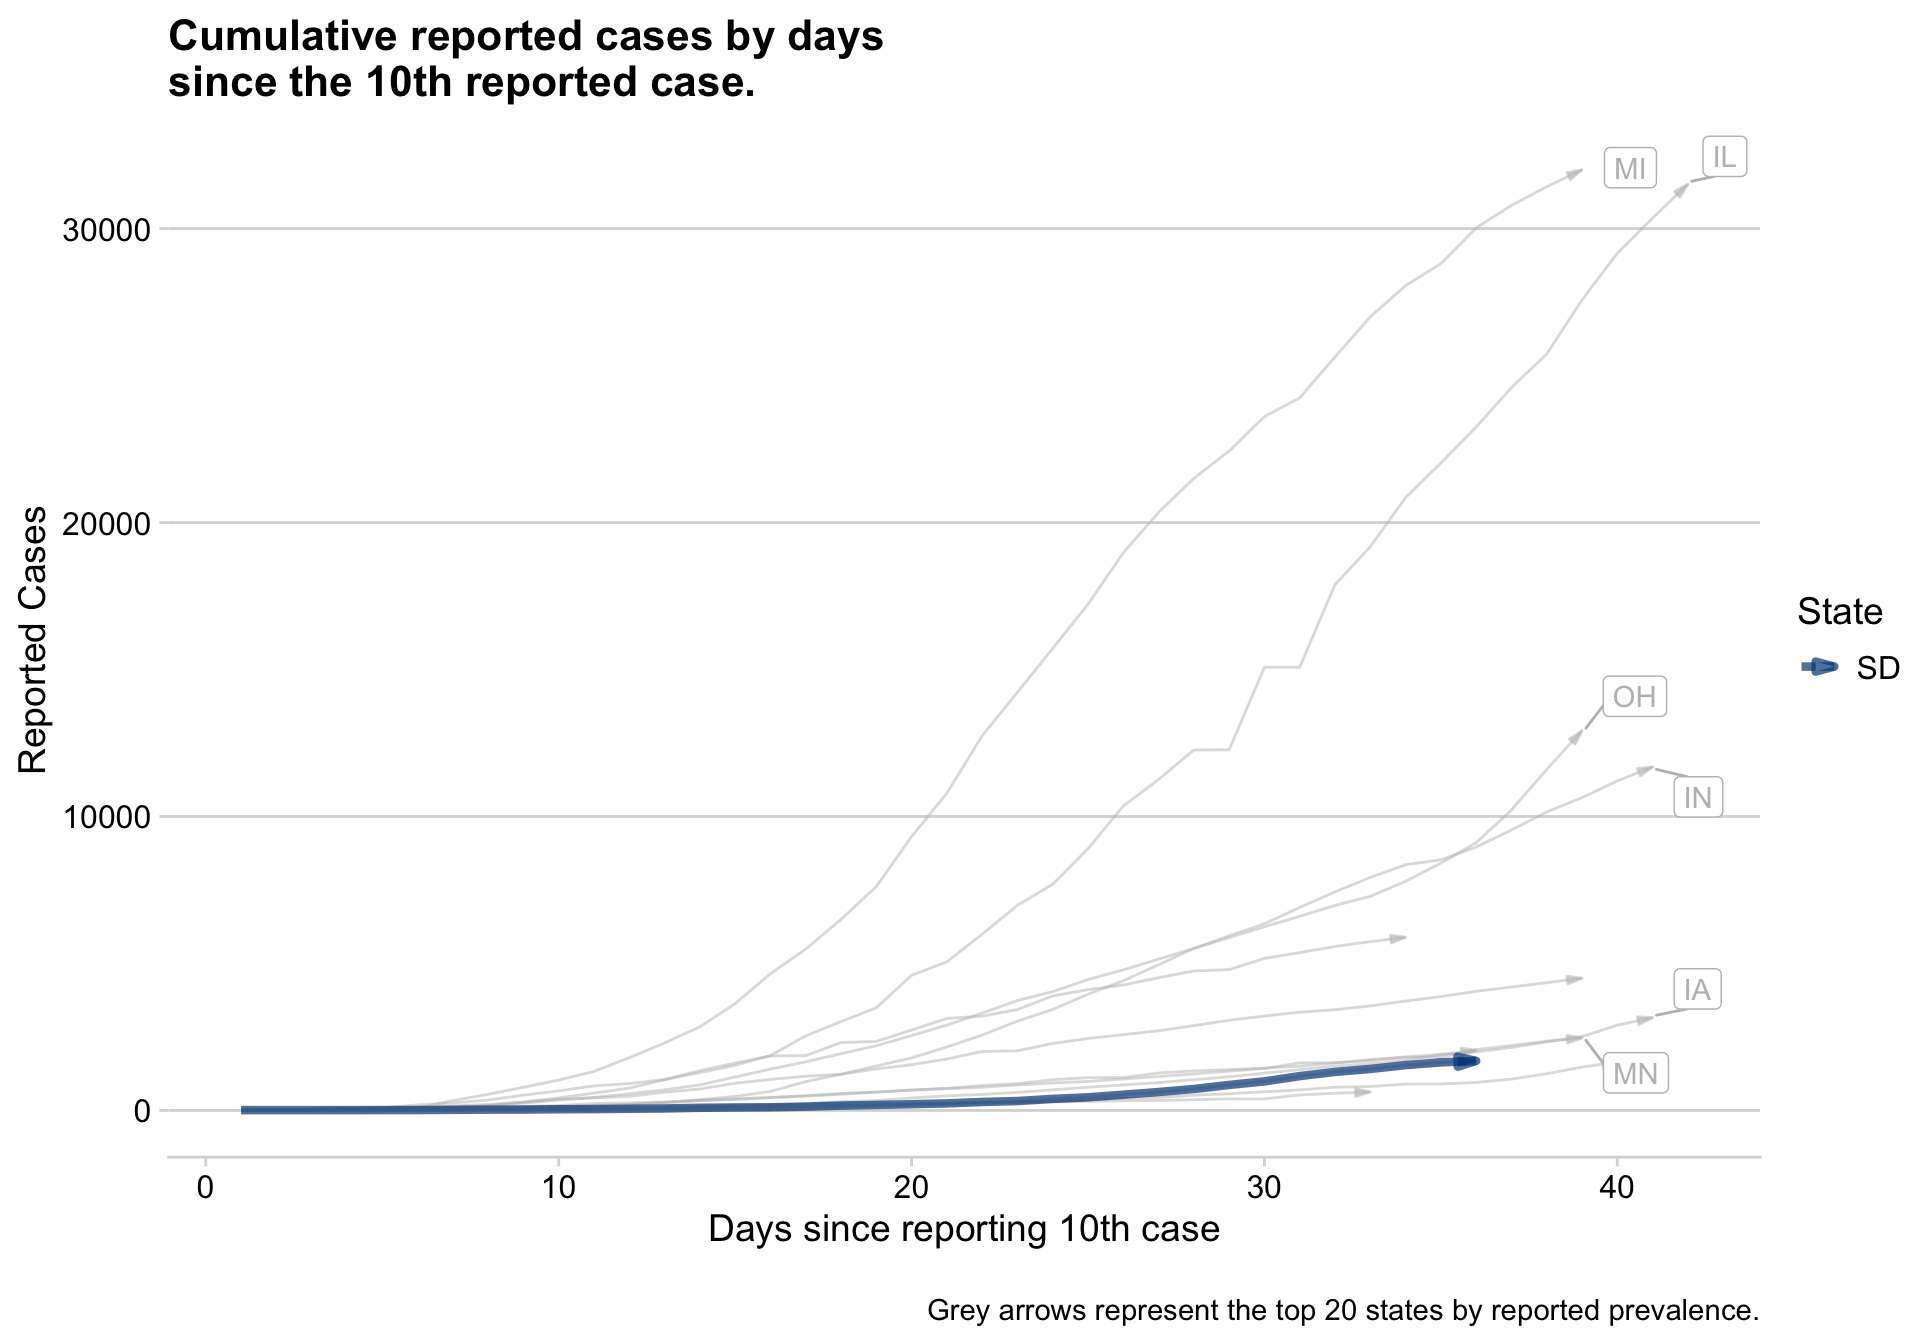 Cumulative reported cases by days
since the 10th reported case.
MI
IL
30000
20000
Reported Cases
State
SD
OH
IN
10000
IA
MN
0
0
10
20
30
40
Days since reporting 10th case
Grey arrows represent the top 20 states by reported prevalence.